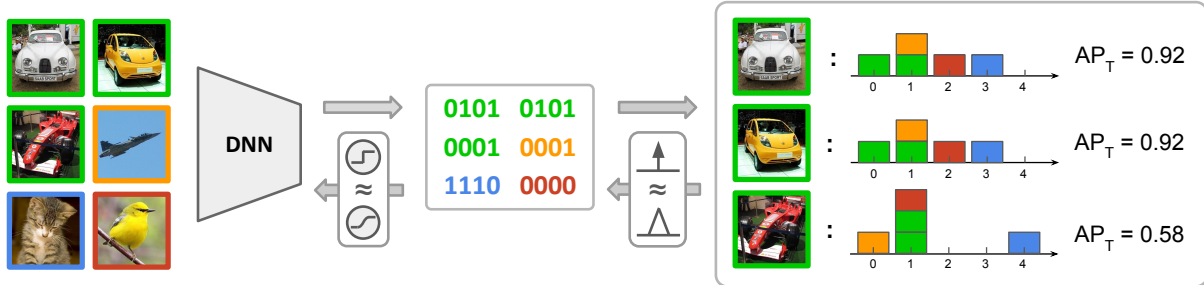 DNN
0101 0101
0001 0001
1110 0000
: AP_T = 0.92
0 1 2 3 4
: AP_T = 0.92
0 1 2 3 4
: AP_T = 0.58
0 1 2 3 4